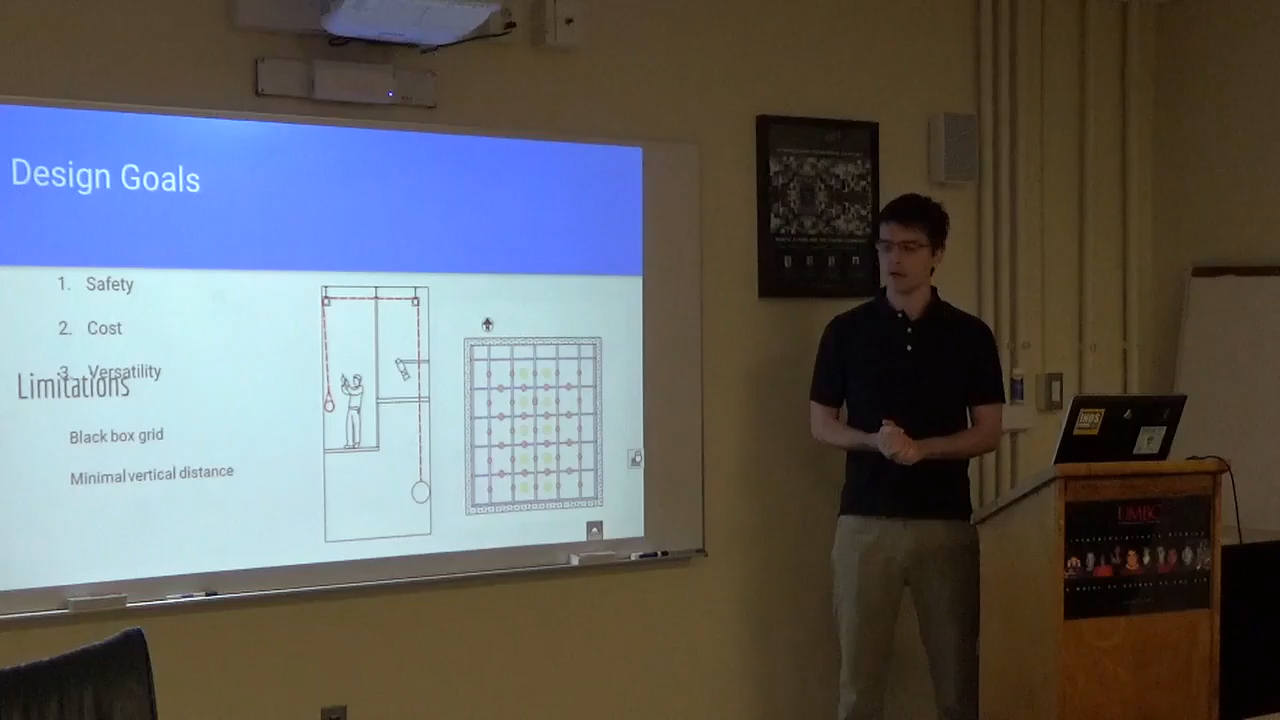 Design Goals
1. Safety
2. Cost
3. Versatility
Limitations
Black box grid
Minimal vertical distance
UMBC